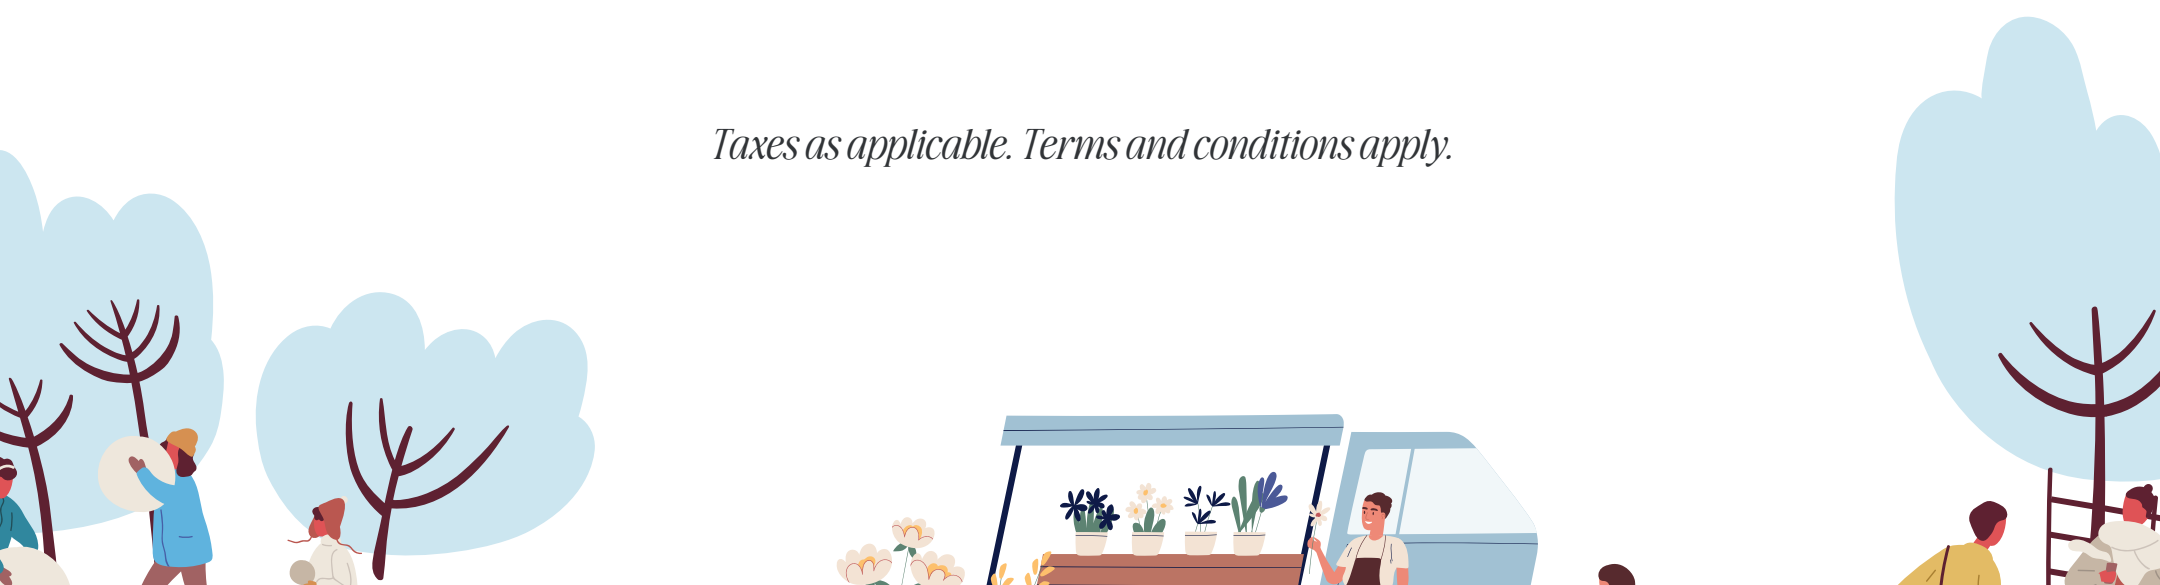 Taxes as applicable. Terms and conditions apply.